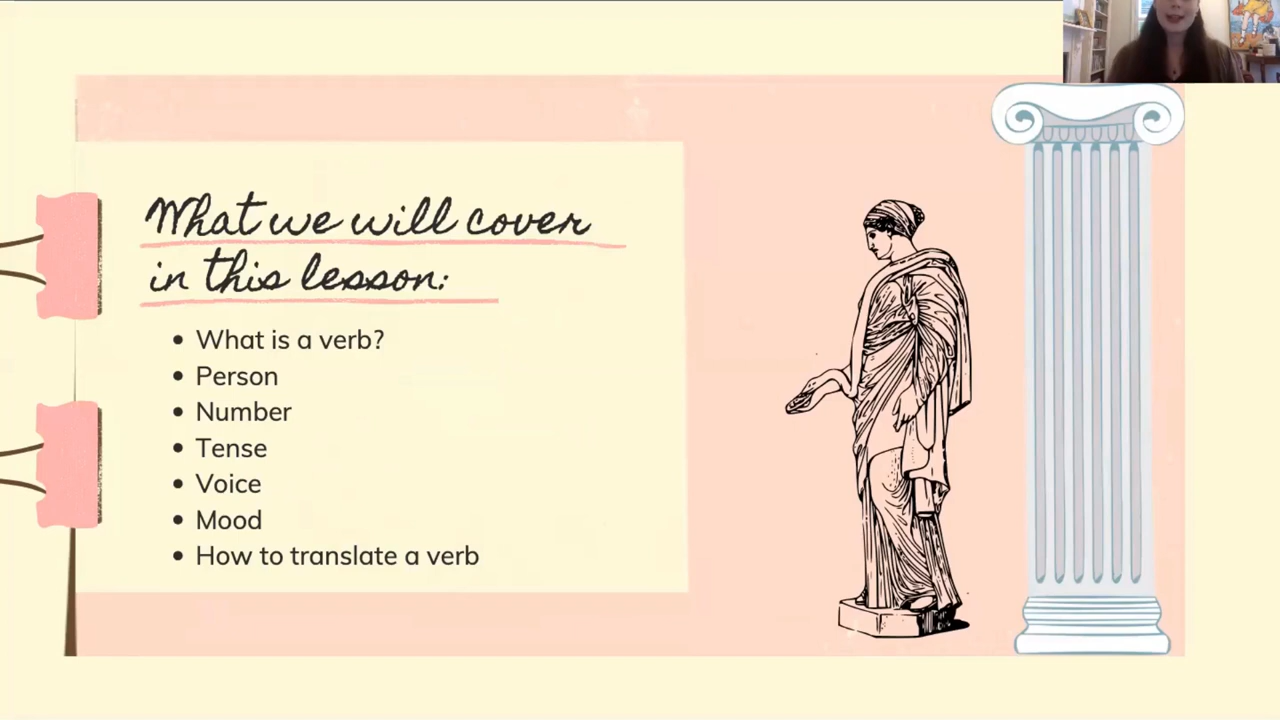 What we will cover
in this lesson:
• What is a verb?
• Person
• Number
• Tense
• Voice
• Mood
• How to translate a verb